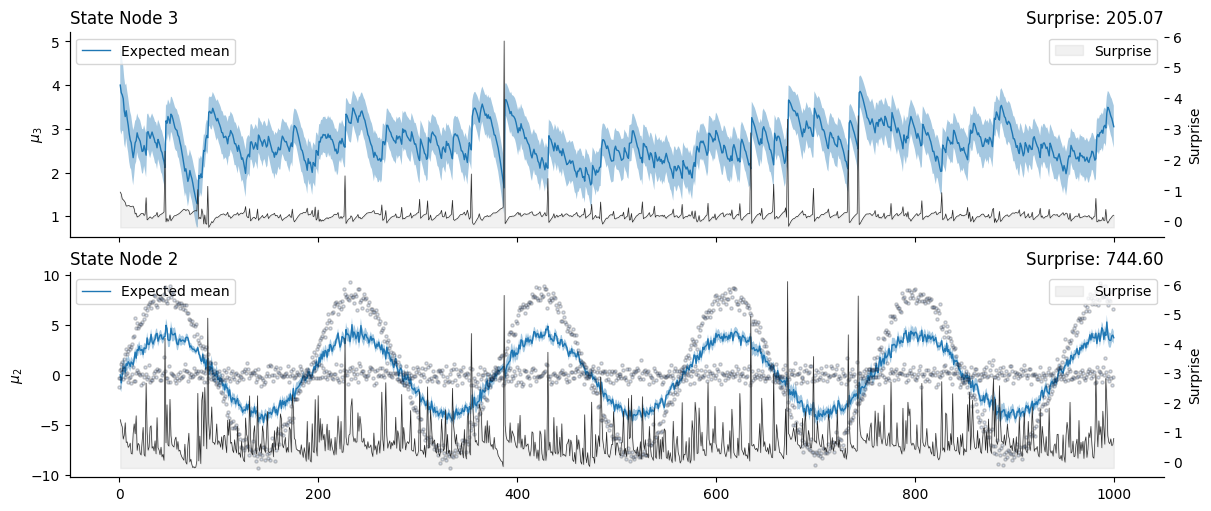 State Node 3
Surprise: 205.07
Expected mean
Surprise
5
4
3
2
1
μ3
6
5
4
3
2
1
0
Surprise
State Node 2
Surprise: 744.60
Expected mean
Surprise
10
5
0
−5
−10
μ2
6
5
4
3
2
1
0
Surprise
0
200
400
600
800
1000